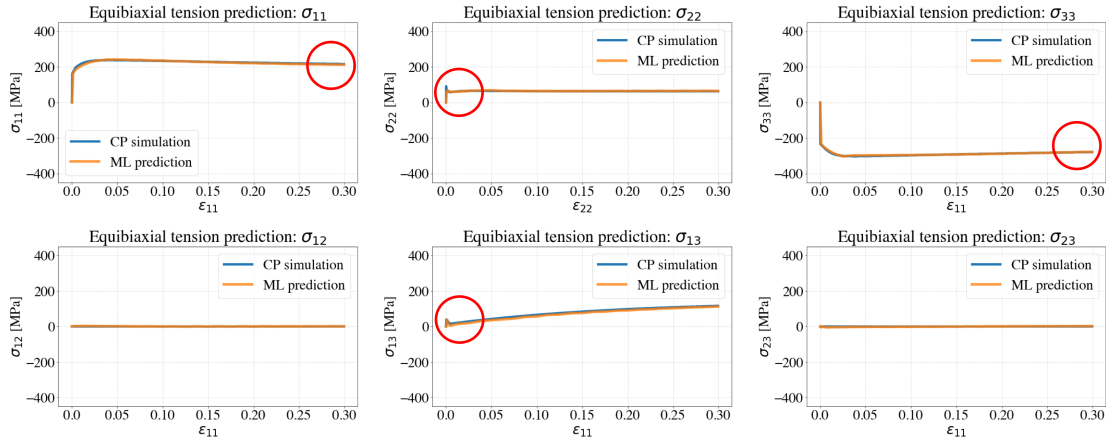 Equibiaxial tension prediction: σ11
σ11 [MPa]
400
200
0
−200
−400
CP simulation
ML prediction
0.0 0.05 0.10 0.15 0.20 0.25 0.30
ε11
Equibiaxial tension prediction: σ22
σ22 [MPa]
400
200
0
−200
−400
CP simulation
ML prediction
0.0 0.05 0.10 0.15 0.20 0.25 0.30
ε22
Equibiaxial tension prediction: σ33
σ33 [MPa]
400
200
0
−200
−400
CP simulation
ML prediction
0.0 0.05 0.10 0.15 0.20 0.25 0.30
ε11
Equibiaxial tension prediction: σ12
σ12 [MPa]
400
200
0
−200
−400
CP simulation
ML prediction
0.0 0.05 0.10 0.15 0.20 0.25 0.30
ε11
Equibiaxial tension prediction: σ13
σ13 [MPa]
400
200
0
−200
−400
CP simulation
ML prediction
0.0 0.05 0.10 0.15 0.20 0.25 0.30
ε11
Equibiaxial tension prediction: σ23
σ23 [MPa]
400
200
0
−200
−400
CP simulation
ML prediction
0.0 0.05 0.10 0.15 0.20 0.25 0.30
ε11